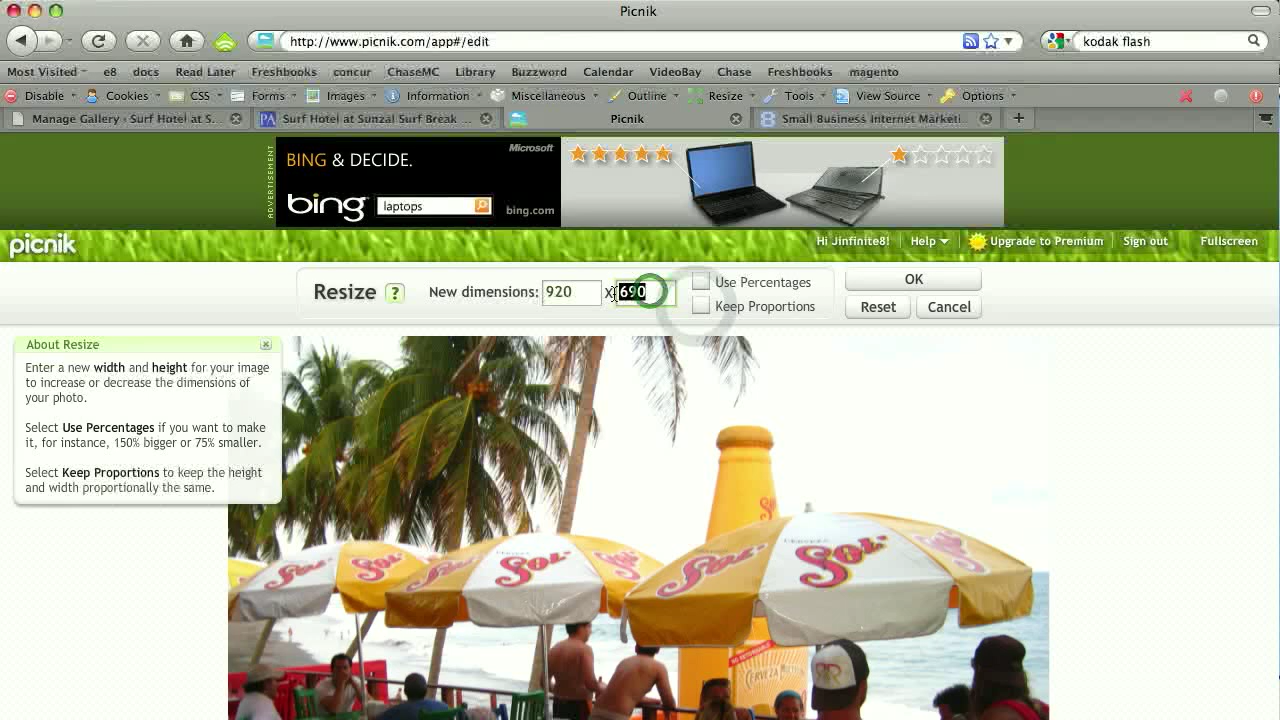 Picnik
http://www.picnik.com/app#/edit
kodak flash
Most Visited e8 docs Read Later Freshbooks concur ChaseMC Library Buzzword Calendar VideoBay Chase Freshbooks magento
Disable Cookies CSS Forms Images Information Miscellaneous Outline Resize Tools View Source Options
Manage Gallery ‹ Surf Hotel at S... Surf Hotel at Sunzal Surf Break ... Picnik Small Business Internet Marketi...
ADVERTISEMENT
BING & DECIDE.
Microsoft
bing
laptops
bing.com
picnik
Hi Jinfinite8! Help Upgrade to Premium Sign out Fullscreen
Resize ? New dimensions: 920 x 690
Use Percentages
Keep Proportions
OK
Reset Cancel
About Resize
Enter a new width and height for your image
to increase or decrease the dimensions of
your photo.
Select Use Percentages if you want to make
it, for instance, 150% bigger or 75% smaller.
Select Keep Proportions to keep the height
and width proportionally the same.
Sol
Sol
Sol
Sol
Sol
CERVEZA
Sol
NO RETORNABLE
CERVEZA